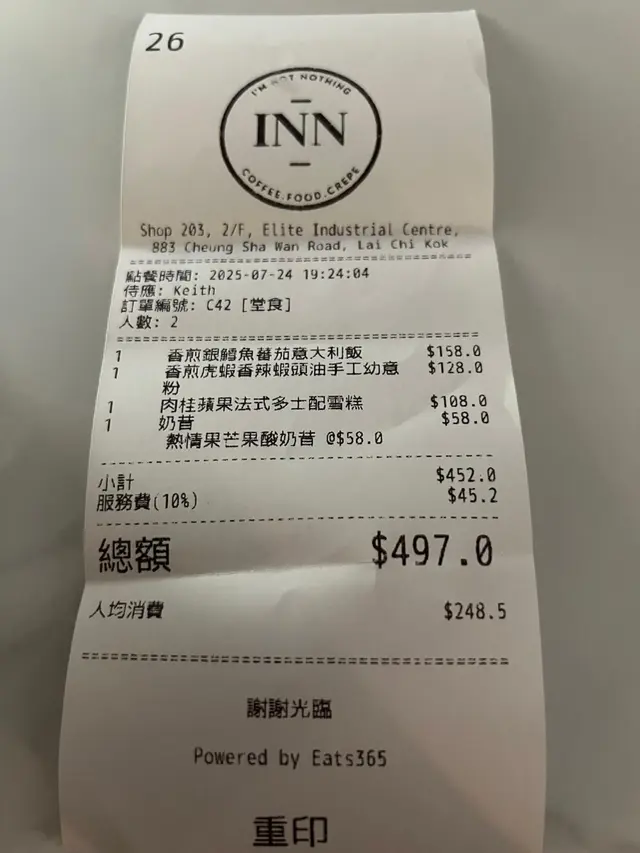 26
I'M NOT NOTHING
INN
COFFEE.FOOD.CREPE
Shop 203, 2/F, Elite Industrial Centre,
883 Cheung Sha Wan Road, Lai Chi Kok
點餐時間: 2025-07-24 19:24:04
侍應: Keith
訂單編號: C42 [堂食]
人數: 2
1 香煎銀鱈魚蕃茄意大利飯 $158.0
1 香煎虎蝦香辣蝦頭油手工幼意 $128.0
粉
1 肉桂蘋果法式多士配雪糕 $108.0
1 奶昔 $58.0
熱情果芒果酸奶昔 @$58.0
小計 $452.0
服務費(10%) $45.2
總額 $497.0
人均消費 $248.5
謝謝光臨
Powered by Eats365
重印